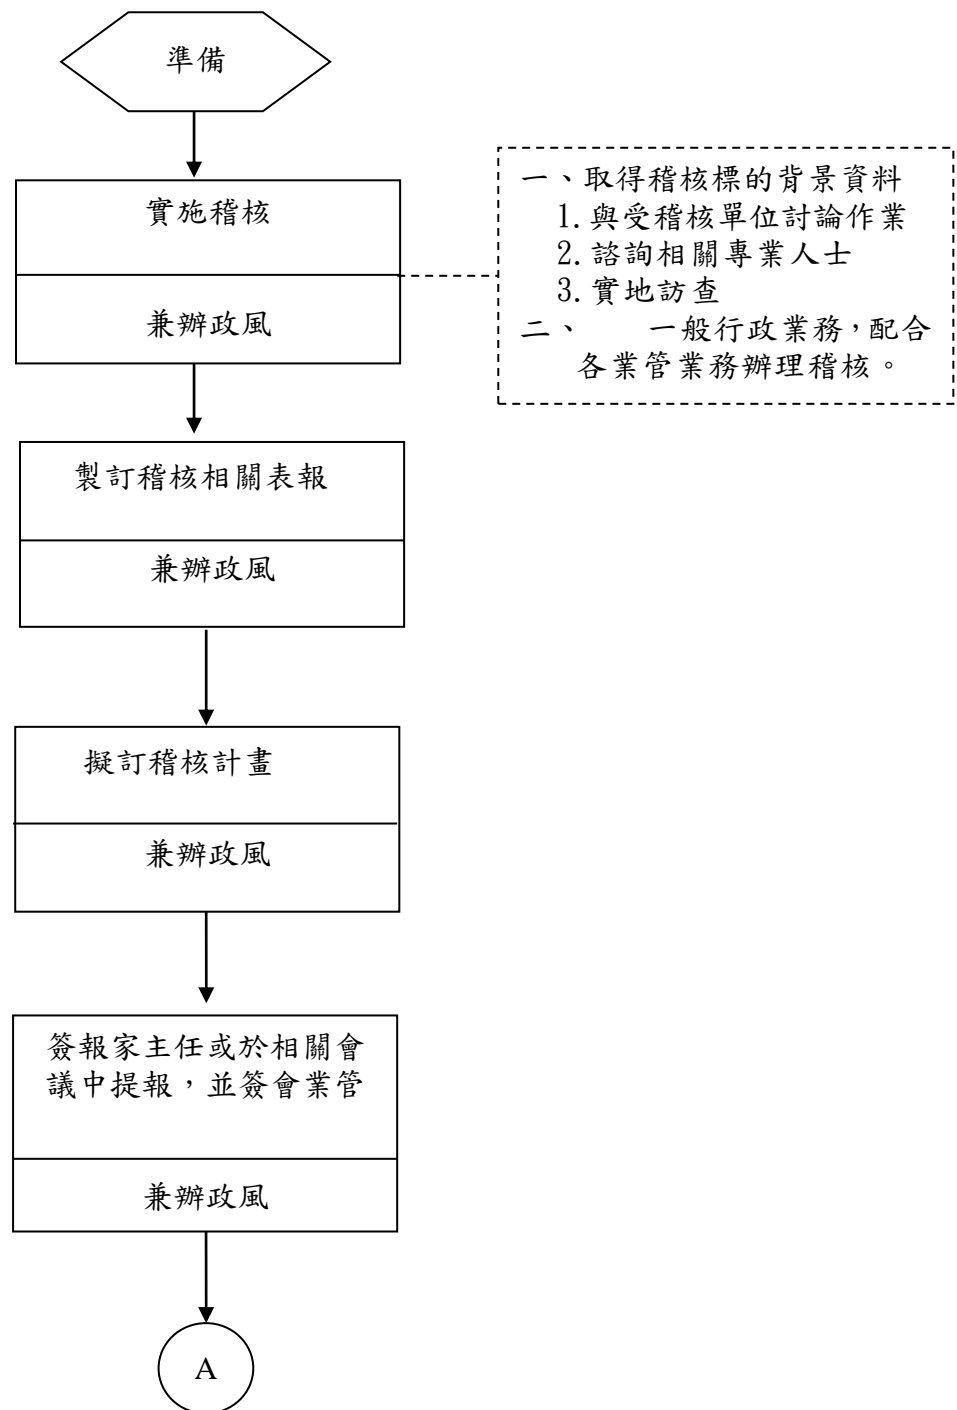 準備
實施稽核
兼辦政風
一、取得稽核標的背景資料
1.與受稽核單位討論作業
2.諮詢相關專業人士
3.實地訪查
二、 一般行政業務，配合
各業管業務辦理稽核。
製訂稽核相關表報
兼辦政風
擬訂稽核計畫
兼辦政風
簽報家主任或於相關會
議中提報，並簽會業管
兼辦政風
A